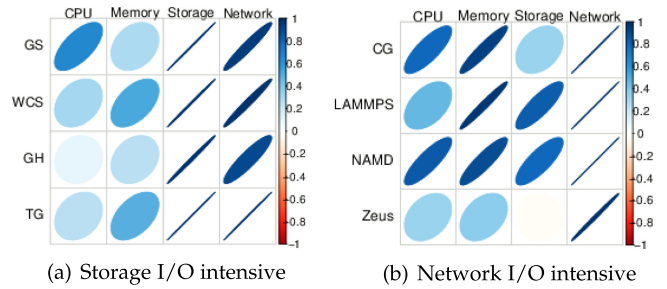 CPU Memory Storage Network
GS
WCS
GH
TG
1
0.8
0.6
0.4
0.2
0
−0.2
−0.4
−0.6
−0.8
−1
(a) Storage I/O intensive
CPU Memory Storage Network
CG
LAMMPS
NAMD
Zeus
1
0.8
0.6
0.4
0.2
0
−0.2
−0.4
−0.6
−0.8
−1
(b) Network I/O intensive